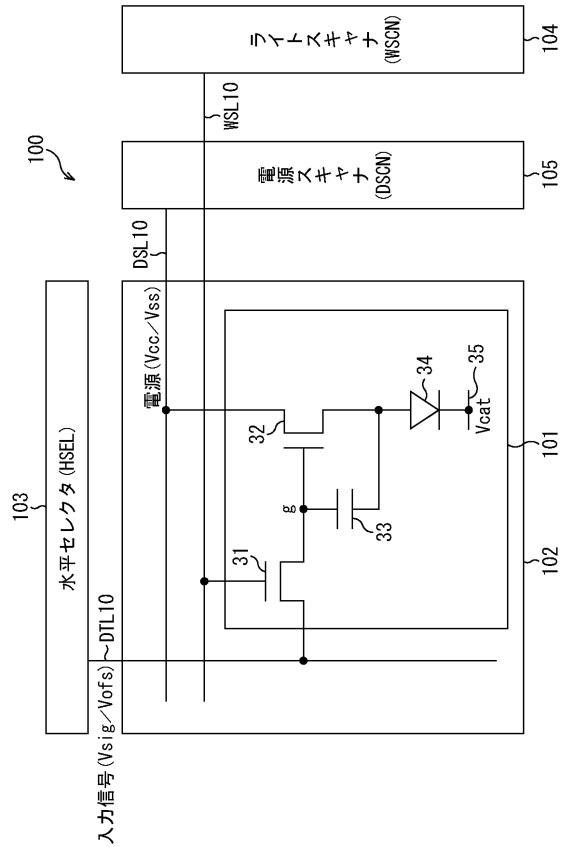 100
103
水平セレクタ(HSEL)
入力信号(Vsig/Vofs)
DTL10
電源(Vcc/Vss)
DSL10
WSL10
ライトスキャナ
(WSCN)
104
電源スキャナ
(DSCN)
105
31
32
g
33
34
35
Vcat
101
102